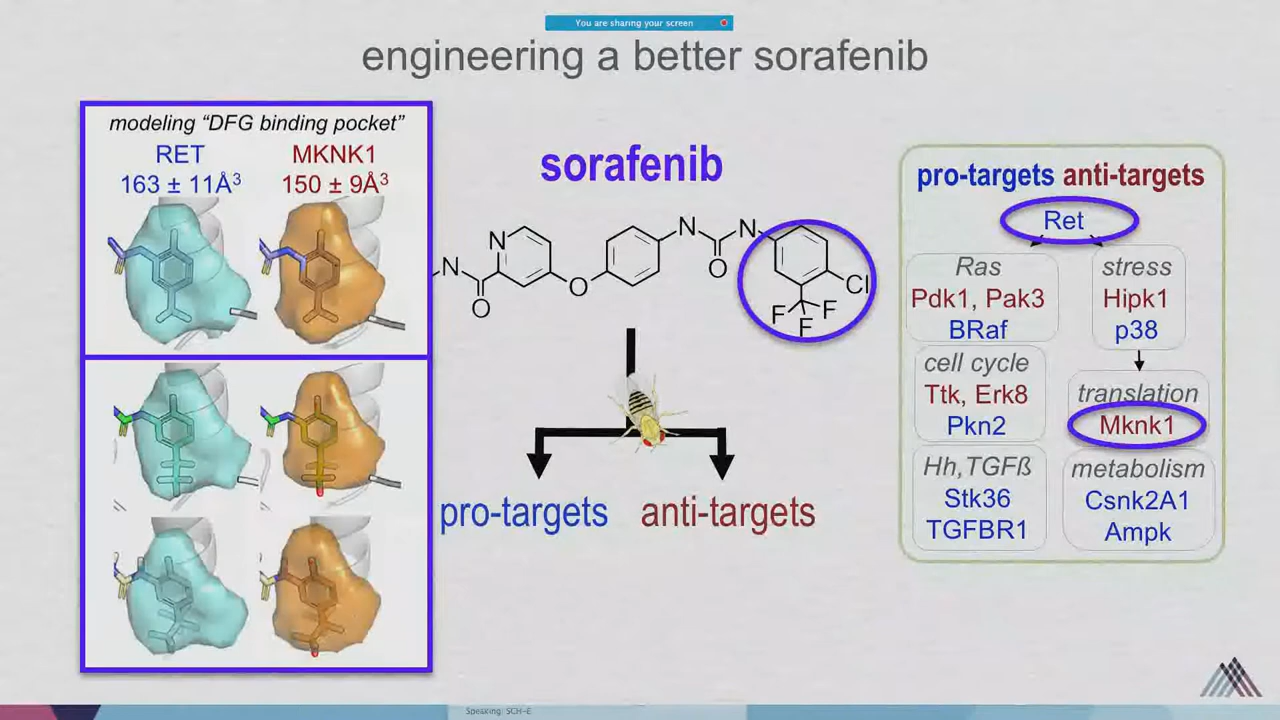 You are sharing your screen
engineering a better sorafenib
modeling “DFG binding pocket”
RET MKNK1
163 ± 11Å³ 150 ± 9Å³
sorafenib
N
N
N
N
O
O
O
Cl
F
F
F
pro-targets anti-targets
pro-targets anti-targets
Ret
Ras
Pdk1, Pak3
BRaf
stress
Hipk1
p38
cell cycle
Ttk, Erk8
Pkn2
translation
Mknk1
Hh,TGFß
Stk36
TGFBR1
metabolism
Csnk2A1
Ampk
Speaking: SCH-E